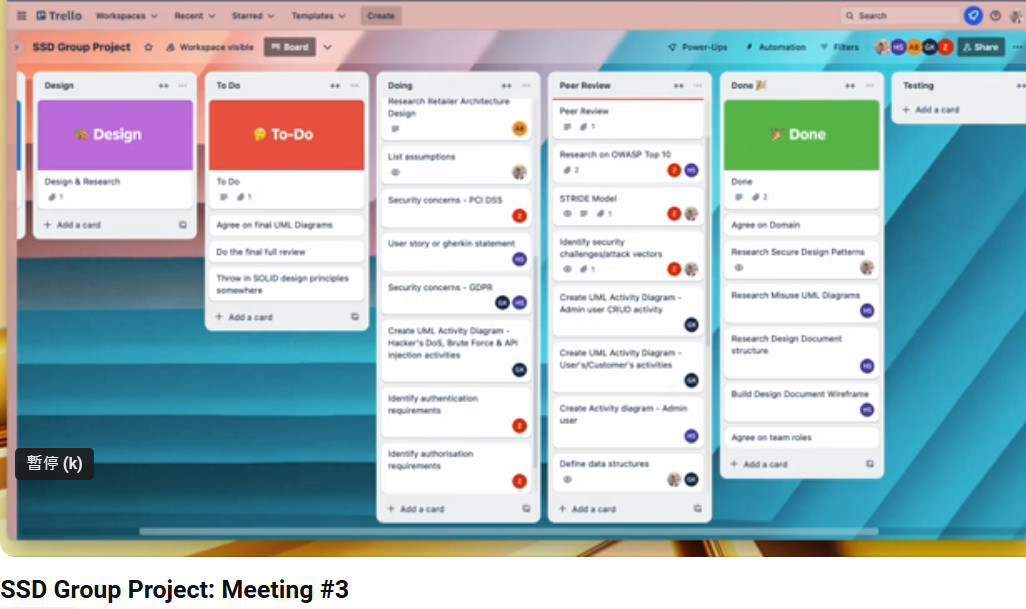 Trello
Workspaces
Recent
Starred
Templates
Create
Search
SSD Group Project
Workspace visible
Board
Power-Ups
Automation
Filters
HS
AB
GK
Z
Share
Design
Design
Design & Research
1
+ Add a card
To Do
To-Do
To Do
1
Agree on final UML Diagrams
Do the final full review
Throw in SOLID design principles
somewhere
+ Add a card
Doing
Research Retailer Architecture
Design
AB
List assumptions
Security concerns - PCI DSS
Z
User story or gherkin statement
HS
Security concerns - GDPR
GK
HS
Create UML Activity Diagram -
Hacker's DoS, Brute Force & API
injection activities
GK
Identify authentication
requirements
Z
Identify authorisation
requirements
Z
+ Add a card
Peer Review
Peer Review
1
Research on OWASP Top 10
2
Z
HS
STRIDE Model
1
Z
Identify security
challenges/attack vectors
1
Z
Create UML Activity Diagram -
Admin user CRUD activity
GK
Create UML Activity Diagram -
User's/Customer's activities
GK
Create Activity diagram - Admin
user
HS
Define data structures
GK
+ Add a card
Done
Done
Done
2
Agree on Domain
Research Secure Design Patterns
Research Misuse UML Diagrams
HS
Research Design Document
structure
HS
Build Design Document Wireframe
HS
Agree on team roles
+ Add a card
Testing
+ Add a card
暫停 (k)
SSD Group Project: Meeting #3